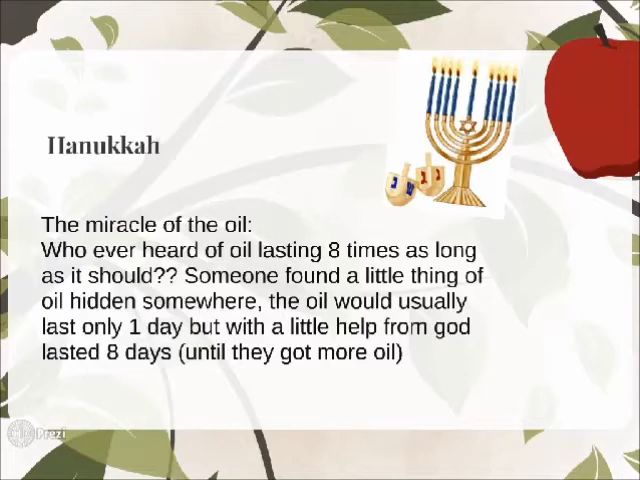 Hanukkah
The miracle of the oil:
Who ever heard of oil lasting 8 times as long
as it should?? Someone found a little thing of
oil hidden somewhere, the oil would usually
last only 1 day but with a little help from god
lasted 8 days (until they got more oil)
Prezi